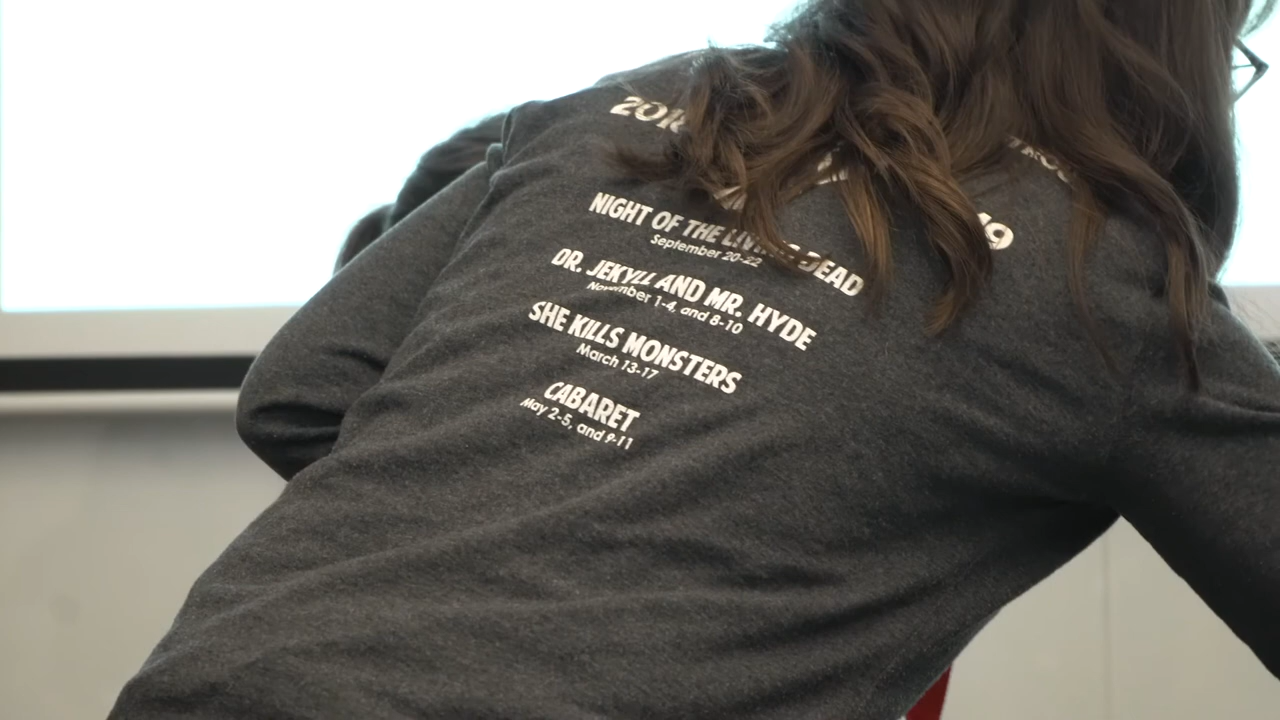 NIGHT OF THE LIVING DEAD
September 20-22
DR. JEKYLL AND MR. HYDE
November 1-4, and 8-10
SHE KILLS MONSTERS
March 13-17
CABARET
May 2-5, and 9-11